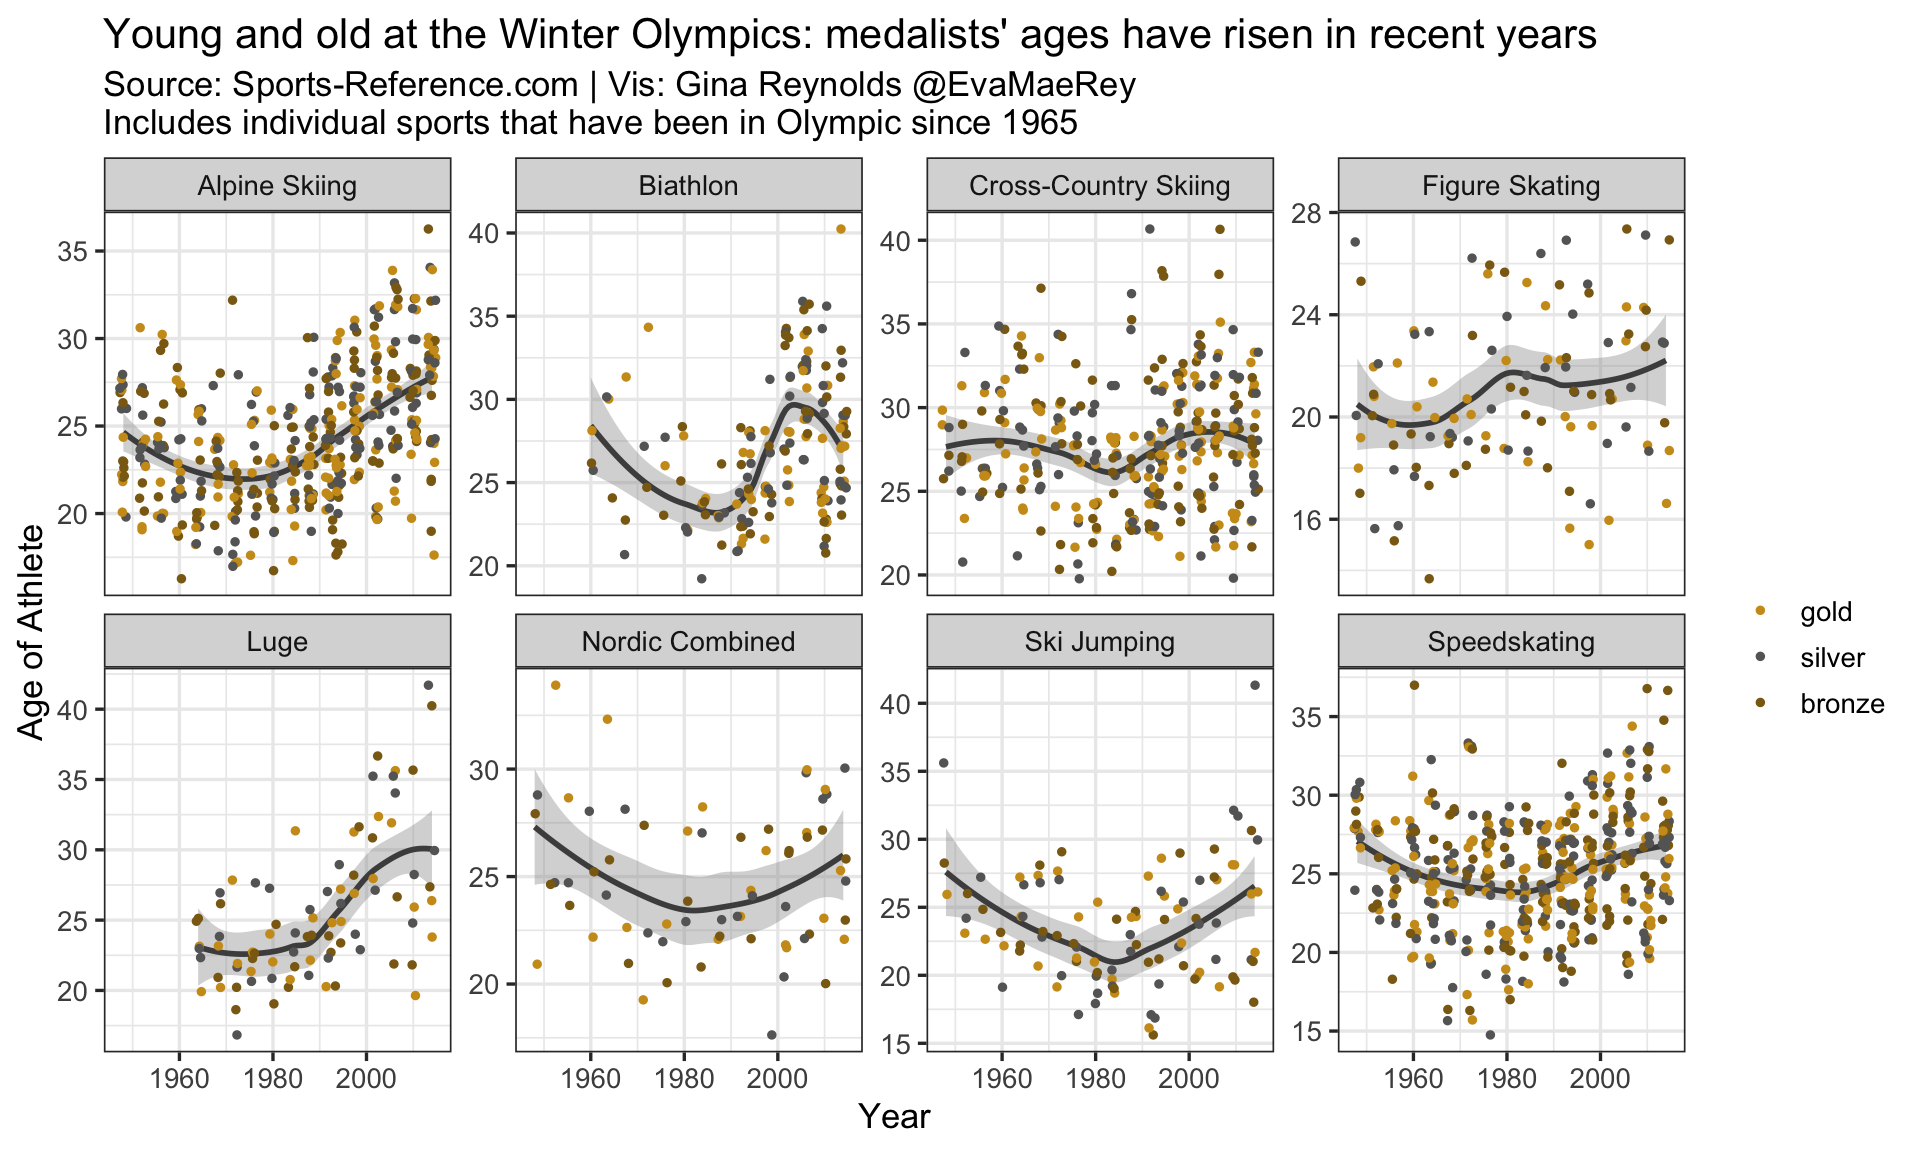 Young and old at the Winter Olympics: medalists' ages have risen in recent years
Source: Sports-Reference.com | Vis: Gina Reynolds @EvaMaeRey
Includes individual sports that have been in Olympic since 1965
Alpine Skiing
Biathlon
Cross-Country Skiing
Figure Skating
35
30
25
20
40
35
30
25
20
40
35
30
25
20
28
24
20
16
Age of Athlete
Luge
Nordic Combined
Ski Jumping
Speedskating
40
35
30
25
20
30
25
20
40
35
30
25
20
15
35
30
25
20
15
1960 1980 2000
1960 1980 2000
1960 1980 2000
1960 1980 2000
Year
gold
silver
bronze